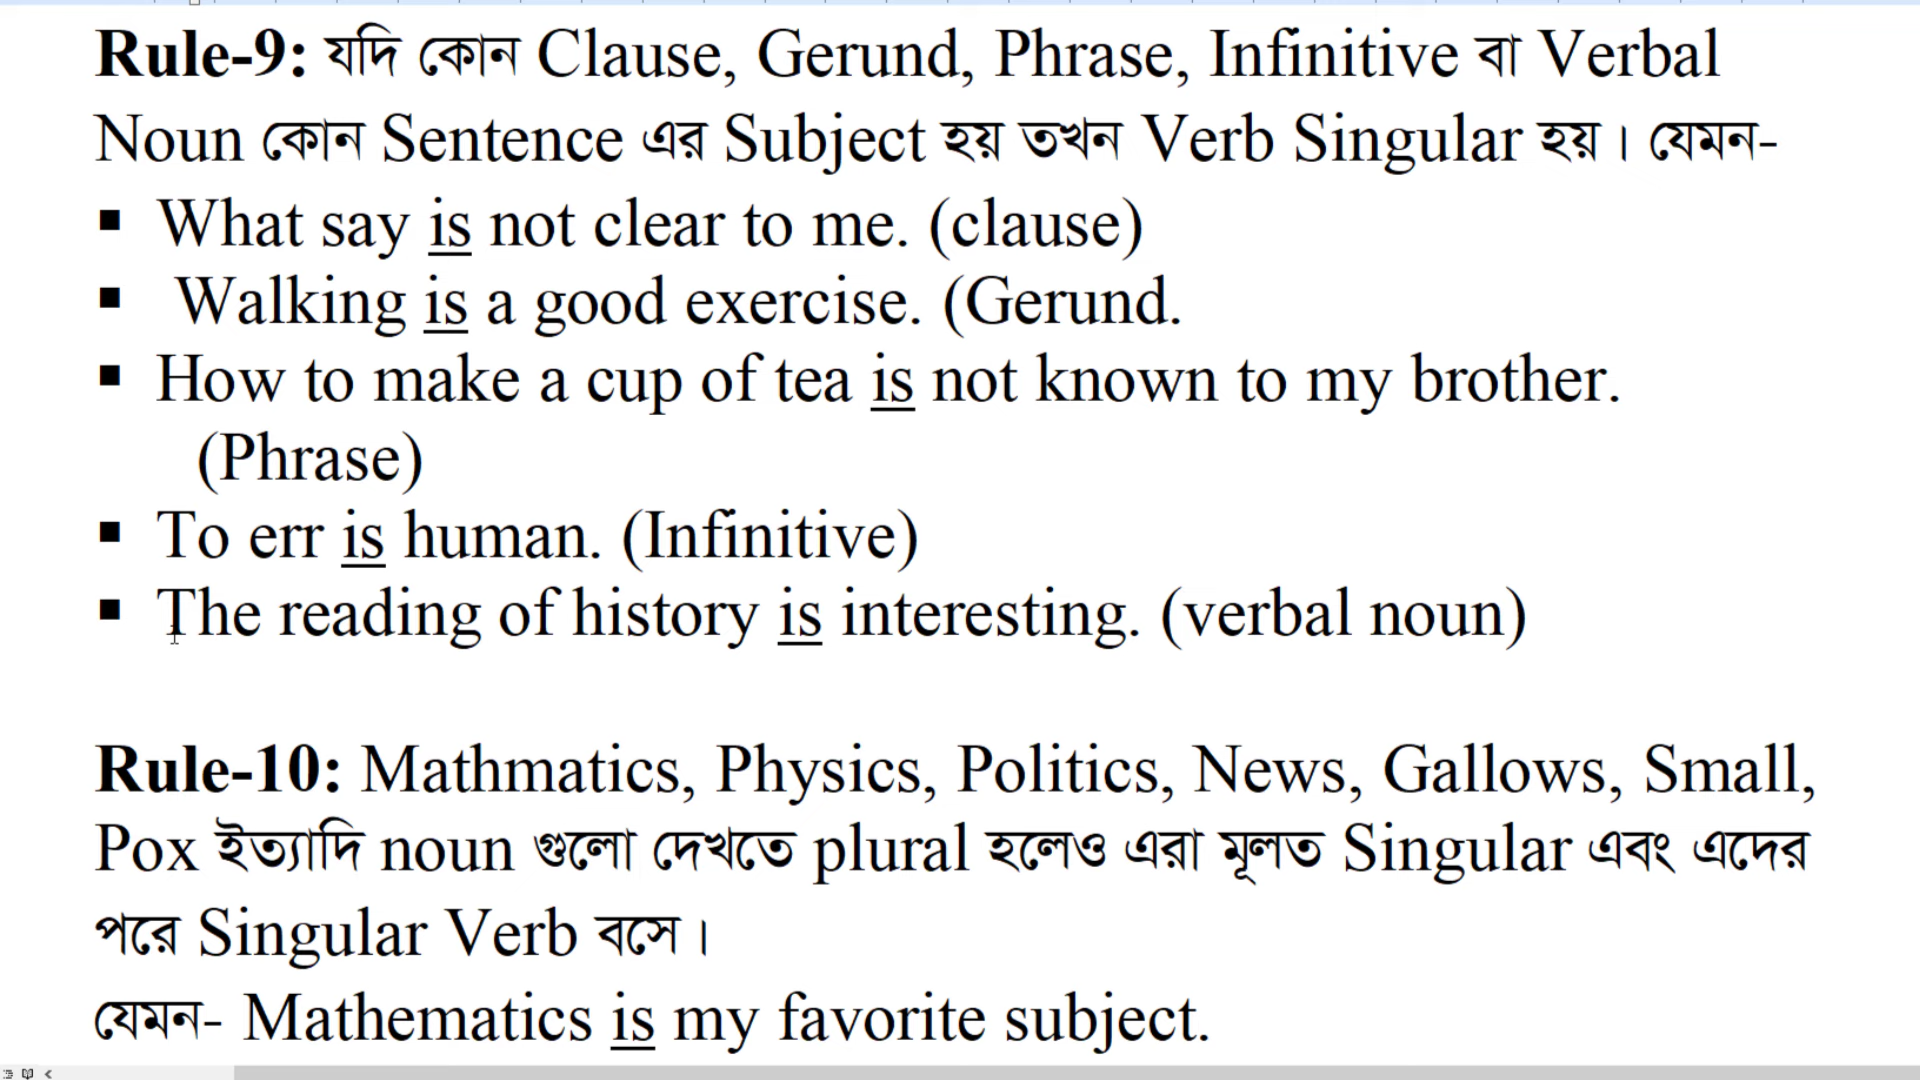 Rule-9: যদি কোন Clause, Gerund, Phrase, Infinitive বা Verbal
Noun কোন Sentence এর Subject হয় তখন Verb Singular হয়। যেমন-
▪ What say is not clear to me. (clause)
▪ Walking is a good exercise. (Gerund.
▪ How to make a cup of tea is not known to my brother.
(Phrase)
▪ To err is human. (Infinitive)
▪ The reading of history is interesting. (verbal noun)
Rule-10: Mathmatics, Physics, Politics, News, Gallows, Small,
Pox ইত্যাদি noun গুলো দেখতে plural হলেও এরা মূলত Singular এবং এদের
পরে Singular Verb বসে।
যেমন- Mathematics is my favorite subject.